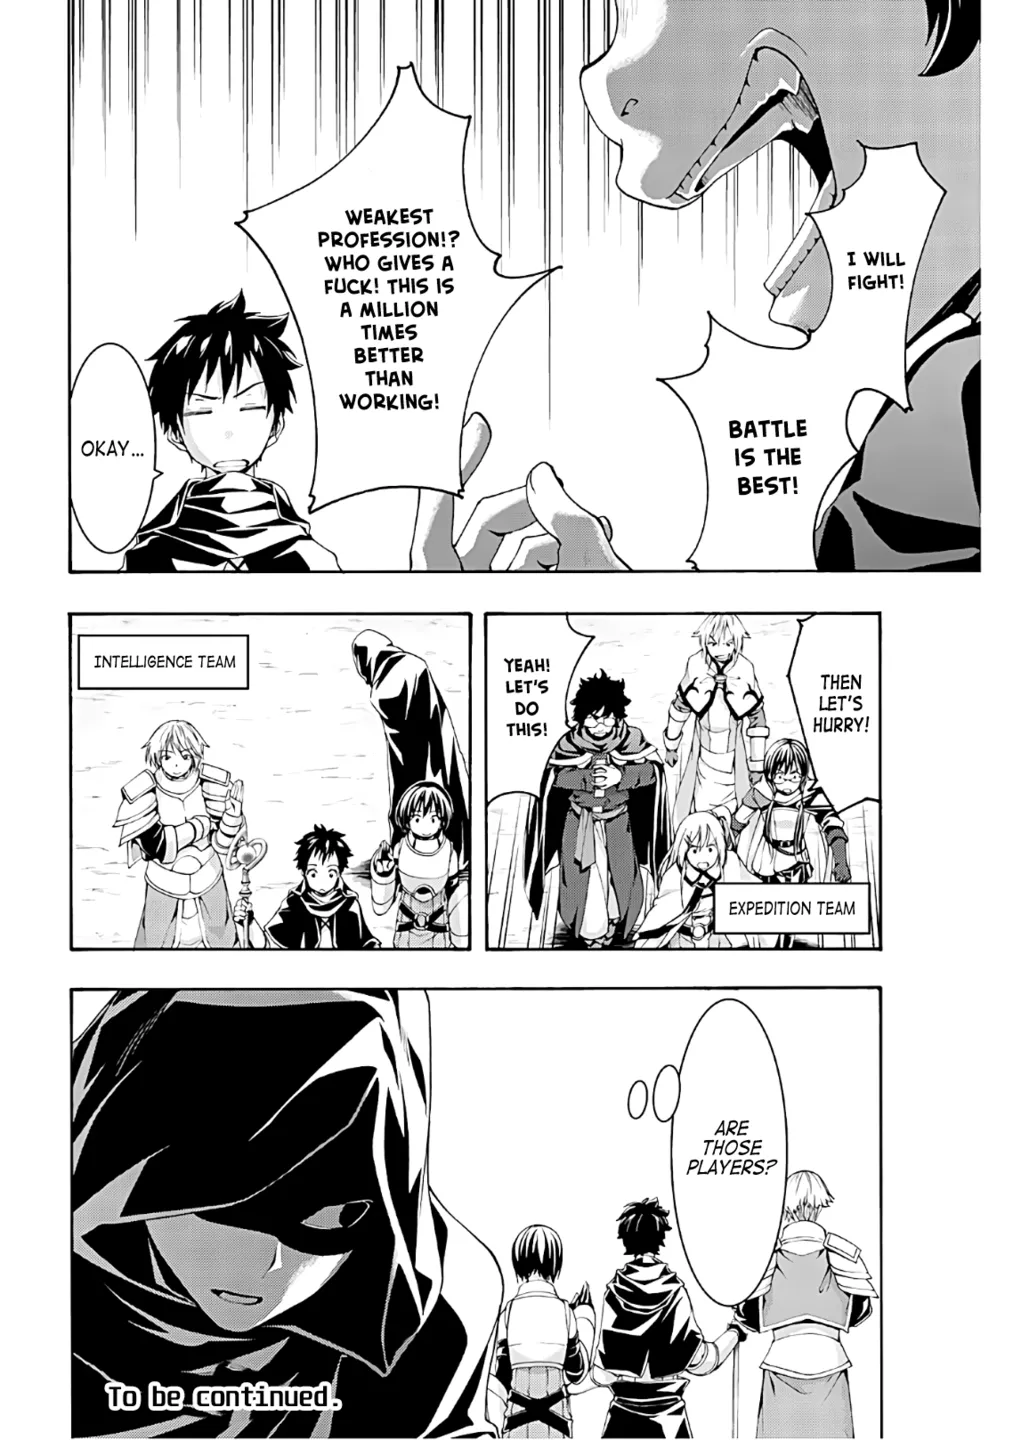 I WILL
FIGHT!
BATTLE
IS THE
BEST!
WEAKEST
PROFESSION!?
WHO GIVES A
FUCK! THIS IS
A MILLION
TIMES
BETTER
THAN
WORKING!
OKAY...
INTELLIGENCE TEAM
THEN
LET'S
HURRY!
YEAH!
LET'S
DO
THIS!
EXPEDITION TEAM
ARE
THOSE
PLAYERS?
To be continued.